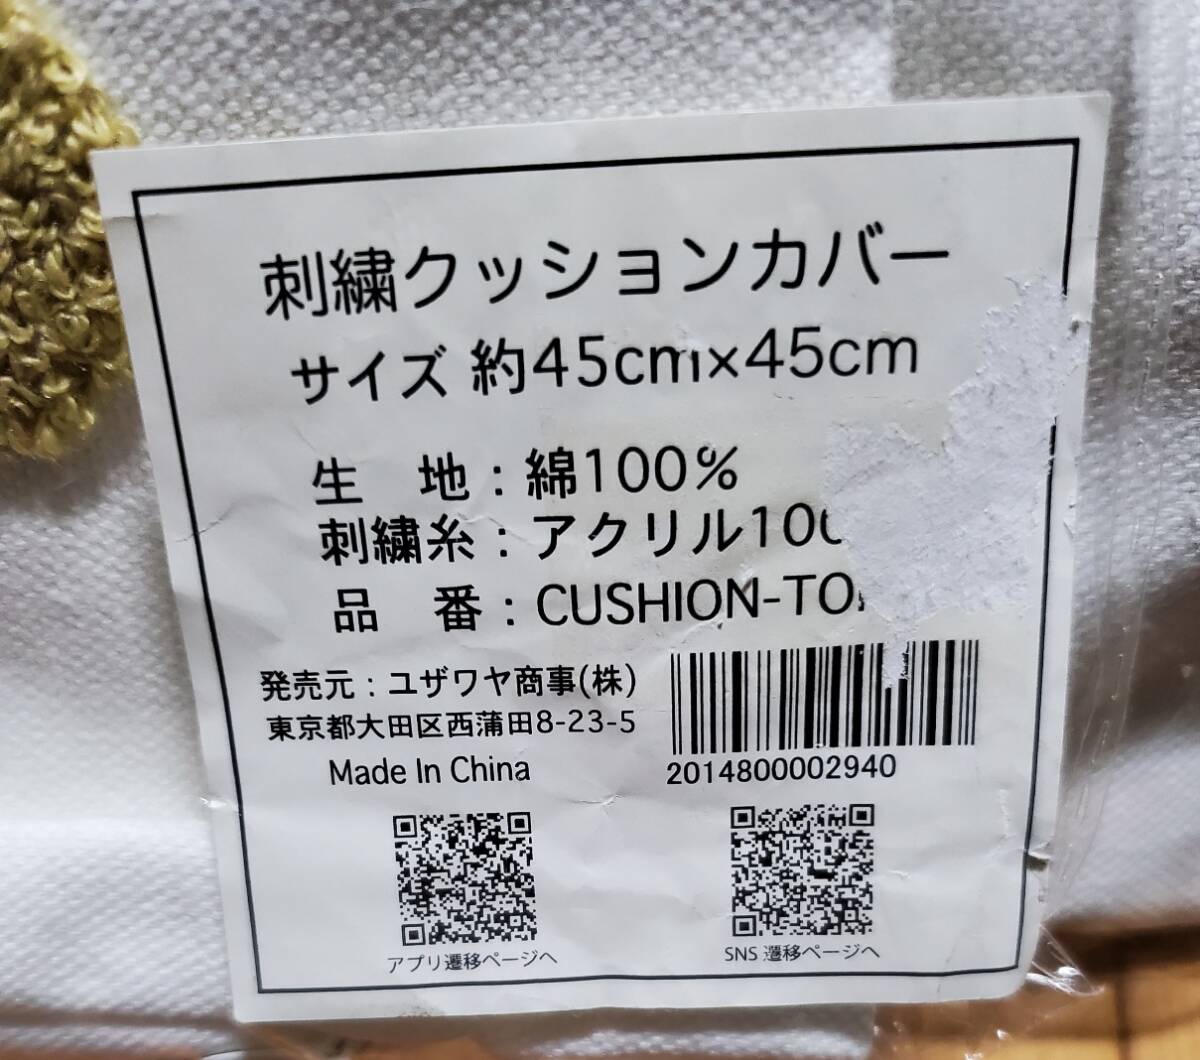 刺繍クッションカバー
サイズ 約45cm×45cm
生　地：綿100%
刺繍糸：アクリル100
品　番：CUSHION-TO
発売元：ユザワヤ商事(株)
東京都大田区西蒲田8-23-5
Made In China
2014800002940
アプリ遷移ページへ
SNS 遷移ページへ